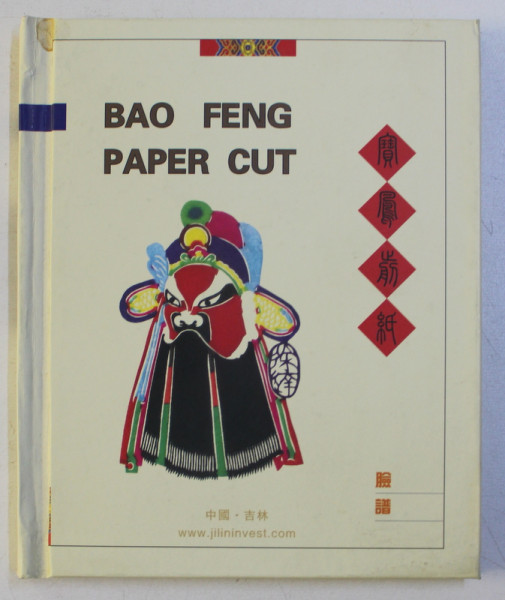 BAO FENG
PAPER CUT
寶
鳳
剪
紙
臉
譜
中國・吉林
www.jilininvest.com